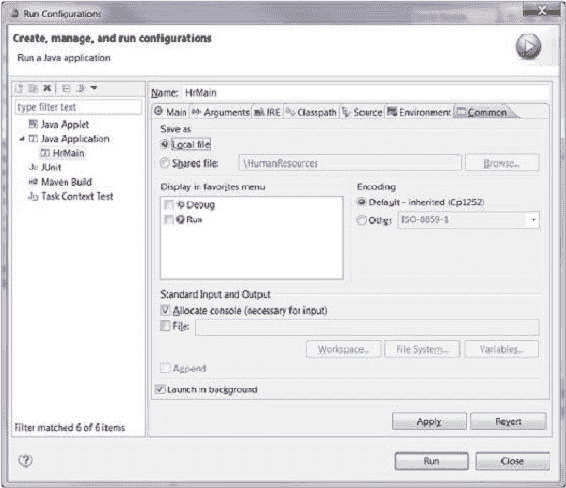 Run Configurations
Create, manage, and run configurations
Run a Java application
type filter text
Java Applet
Java Application
HrMain
JUnit
Maven Build
Task Context Test
Filter matched 6 of 6 items
Name: HrMain
Main Arguments JRE Classpath Source Environment Common
Save as
Local file
Shared file: \HumanResources Browse...
Display in favorites menu
Debug
Run
Encoding
Default - inherited (Cp1252)
Other ISO-8859-1
Standard Input and Output
Allocate console (necessary for input)
File:
Workspace... File System... Variables...
Append
Launch in background
Apply Revert
Run Close